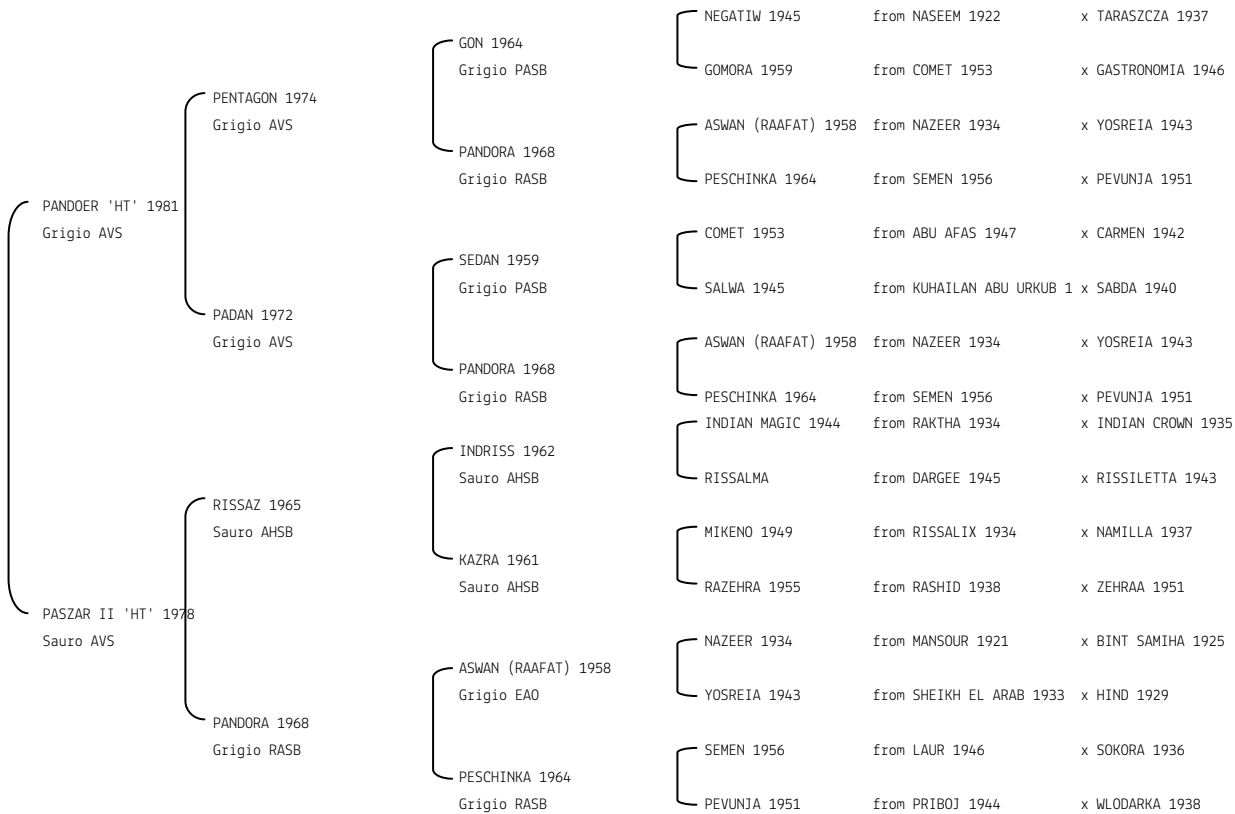 NEGATIW 1945 from NASEEM 1922 x TARASZCZA 1937
GON 1964
Grigio PASB
GOMORA 1959 from COMET 1953 x GASTRONOMIA 1946
PENTAGON 1974
Grigio AVS
ASWAN (RAAFAT) 1958 from NAZEER 1934 x YOSREIA 1943
PANDORA 1968
Grigio RASB
PESCHINKA 1964 from SEMEN 1956 x PEVUNJA 1951
PANDOER 'HT' 1981
Grigio AVS
COMET 1953 from ABU AFAS 1947 x CARMEN 1942
SEDAN 1959
Grigio PASB
SALWA 1945 from KUHAILAN ABU URKUB 1 x SABDA 1940
PADAN 1972
Grigio AVS
ASWAN (RAAFAT) 1958 from NAZEER 1934 x YOSREIA 1943
PANDORA 1968
Grigio RASB
PESCHINKA 1964 from SEMEN 1956 x PEVUNJA 1951
INDIAN MAGIC 1944 from RAKTHA 1934 x INDIAN CROWN 1935
INDRISS 1962
Sauro AHSB
RISSALMA from DARGEE 1945 x RISSILETTA 1943
RISSAZ 1965
Sauro AHSB
MIKENO 1949 from RISSALIX 1934 x NAMILLA 1937
KAZRA 1961
Sauro AHSB
RAZEHRA 1955 from RASHID 1938 x ZEHRAA 1951
PASZAR II 'HT' 1978
Sauro AVS
NAZEER 1934 from MANSOUR 1921 x BINT SAMIHA 1925
ASWAN (RAAFAT) 1958
Grigio EAO
YOSREIA 1943 from SHEIKH EL ARAB 1933 x HIND 1929
PANDORA 1968
Grigio RASB
SEMEN 1956 from LAUR 1946 x SOKORA 1936
PESCHINKA 1964
Grigio RASB
PEVUNJA 1951 from PRIBOJ 1944 x WLODARKA 1938